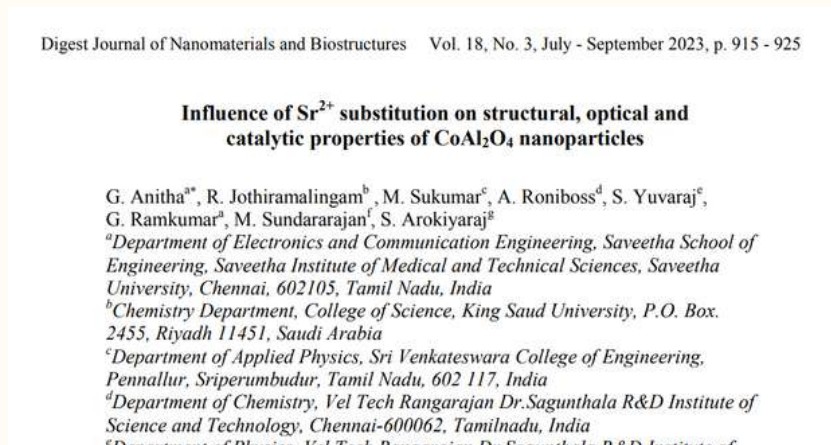 Digest Journal of Nanomaterials and Biostructures Vol. 18, No. 3, July - September 2023, p. 915 - 925
Influence of Sr²⁺ substitution on structural, optical and
catalytic properties of CoAl₂O₄ nanoparticles
G. Anithaᵃ*, R. Jothiramalingamᵇ , M. Sukumarᶜ, A. Ronibossᵈ, S. Yuvarajᵉ,
G. Ramkumarᵃ, M. Sundararajanᶠ, S. Arokiyarajᵍ
ᵃDepartment of Electronics and Communication Engineering, Saveetha School of
Engineering, Saveetha Institute of Medical and Technical Sciences, Saveetha
University, Chennai, 602105, Tamil Nadu, India
ᵇChemistry Department, College of Science, King Saud University, P.O. Box.
2455, Riyadh 11451, Saudi Arabia
ᶜDepartment of Applied Physics, Sri Venkateswara College of Engineering,
Pennallur, Sriperumbudur, Tamil Nadu, 602 117, India
ᵈDepartment of Chemistry, Vel Tech Rangarajan Dr.Sagunthala R&D Institute of
Science and Technology, Chennai-600062, Tamilnadu, India